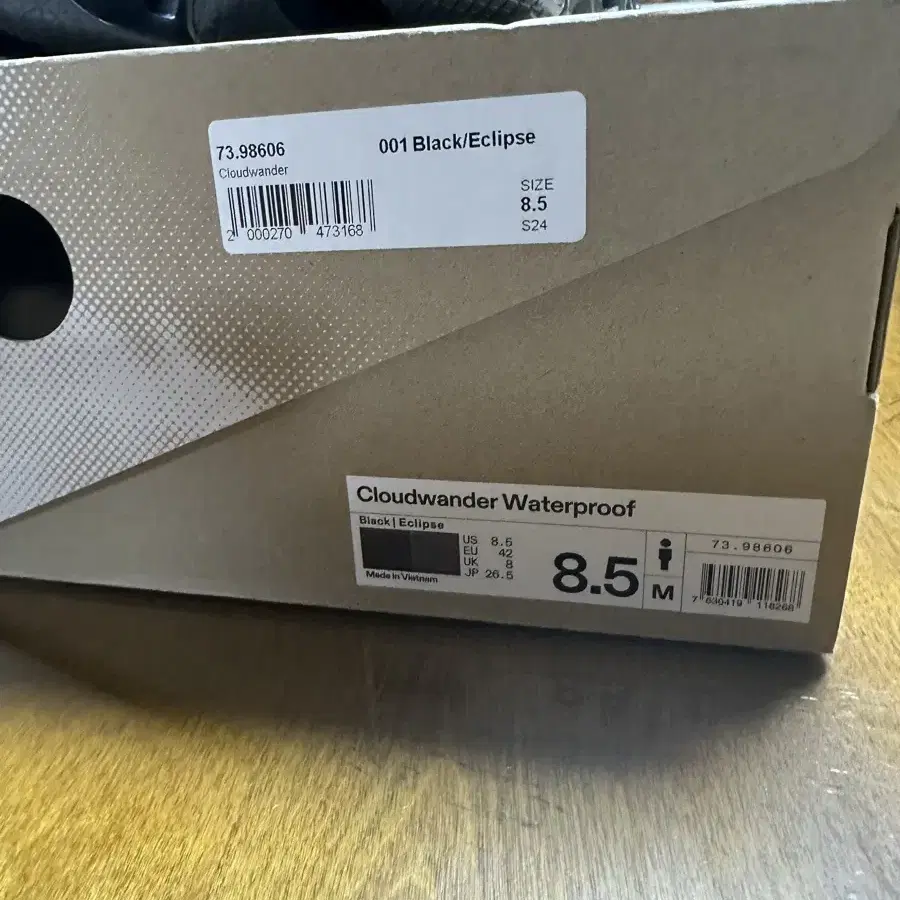 73.98606
001 Black/Eclipse
Cloudwander
SIZE
8.5
S24
2 000270 473168
Cloudwander Waterproof
Black | Eclipse
US 8.5
EU 42
UK 8
JP 26.5
Made in Vietnam
8.5
M
73.98606
7 630419 118268